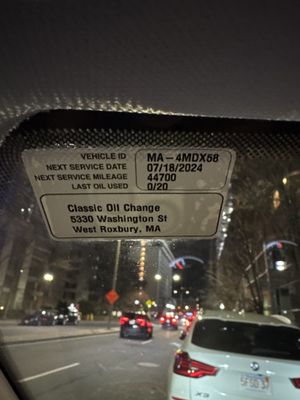 VEHICLE ID MA-4MDX58
NEXT SERVICE DATE 07/18/2024
NEXT SERVICE MILEAGE 44700
LAST OIL USED 0/20
Classic Oil Change
5330 Washington St
West Roxbury, MA
X3